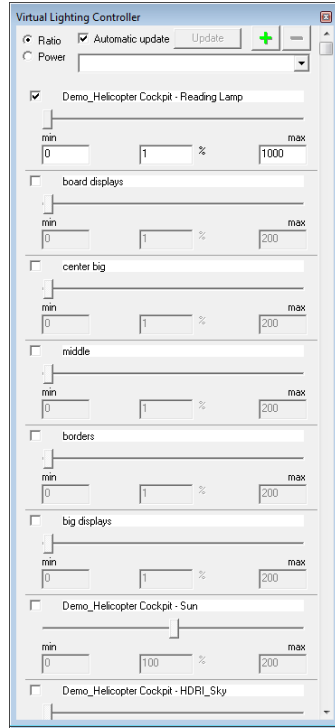 Virtual Lighting Controller
Ratio Automatic update Update
Power
Demo_Helicopter Cockpit - Reading Lamp
min max
0 1 % 1000
board displays
min max
0 1 % 200
center big
min max
0 1 % 200
middle
min max
0 1 % 200
borders
min max
0 1 % 200
big displays
min max
0 1 % 200
Demo_Helicopter Cockpit - Sun
min max
0 100 % 200
Demo_Helicopter Cockpit - HDRI_Sky